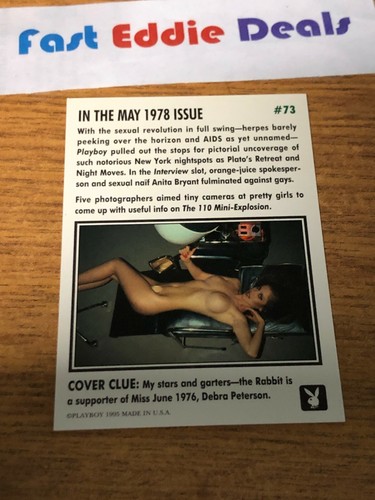 Fast Eddie Deals
IN THE MAY 1978 ISSUE #73
With the sexual revolution in full swing—herpes barely
peeking over the horizon and AIDS as yet unnamed—
Playboy pulled out the stops for pictorial uncoverage of
such notorious New York nightspots as Plato's Retreat and
Night Moves. In the Interview slot, orange-juice spokesper-
son and sexual naïf Anita Bryant fulminated against gays.
Five photographers aimed tiny cameras at pretty girls to
come up with useful info on The 110 Mini-Explosion.
COVER CLUE: My stars and garters—the Rabbit is
a supporter of Miss June 1976, Debra Peterson.
©PLAYBOY 1995 MADE IN U.S.A.